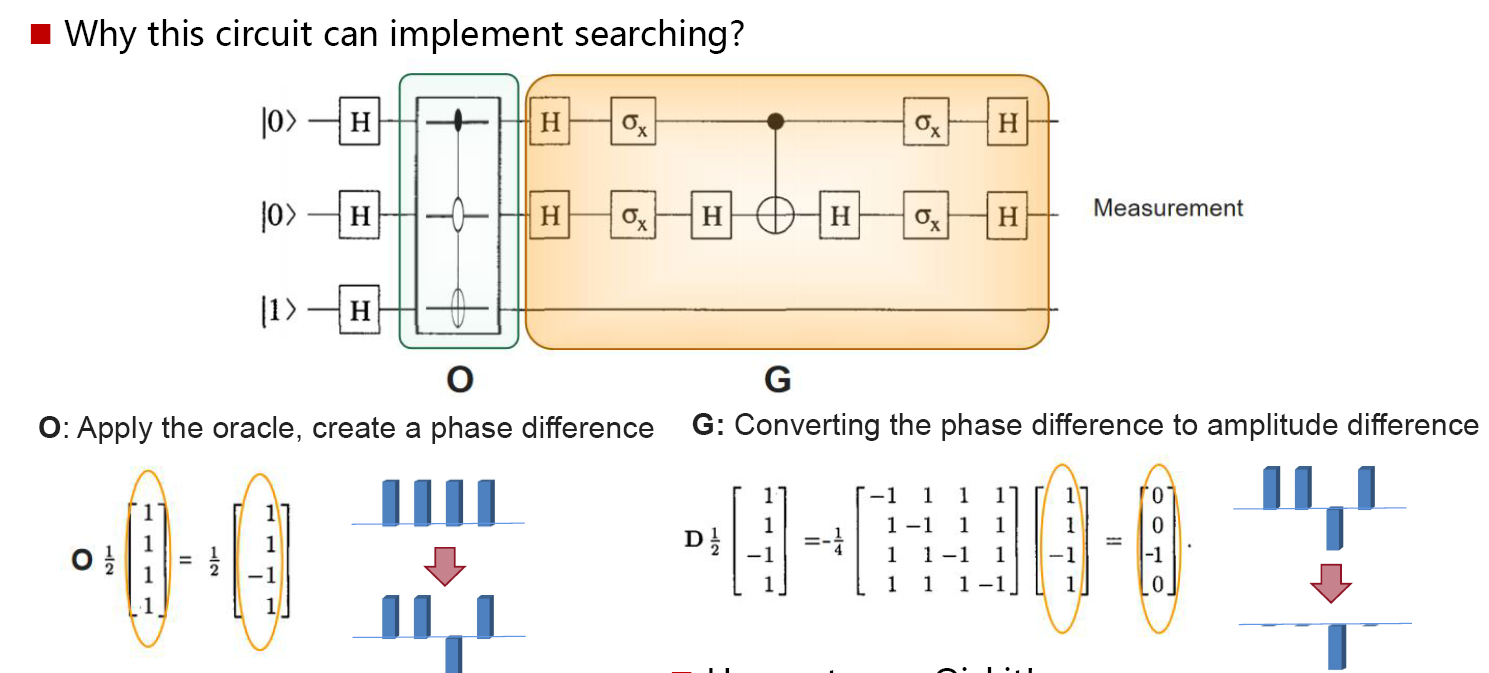 Why this circuit can implement searching?
|0⟩ H H σx σx H
|0⟩ H H σx H H σx H Measurement
|1⟩ H
O G
O: Apply the oracle, create a phase difference
G: Converting the phase difference to amplitude difference
O 1/2 [1 1 1 1] = 1/2 [1 1 -1 1]
D 1/2 [1 1 -1 1] =- 1/4 [-1 1 1 1
1 -1 1 1
1 1 -1 1
1 1 1 -1] [1 1 -1 1] = [0 0 -1 0].